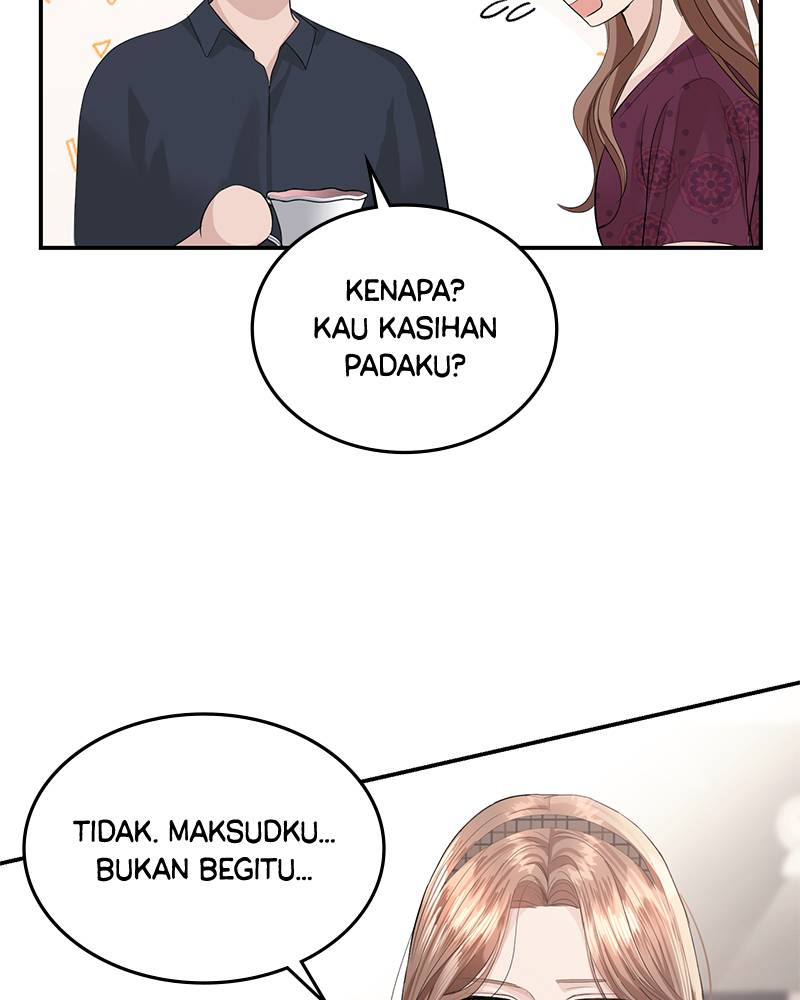 KENAPA?
KAU KASIHAN
PADAKU?
TIDAK. MAKSUDKU...
BUKAN BEGITU...